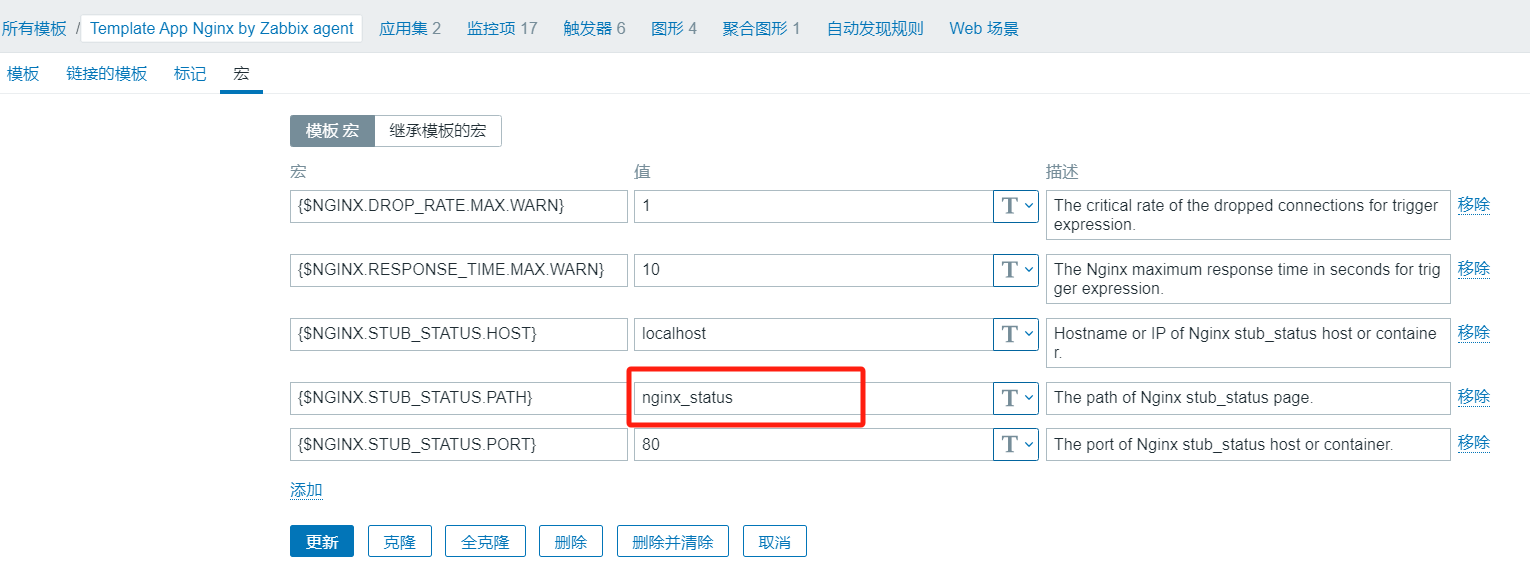 所有模板 / Template App Nginx by Zabbix agent 应用集 2 监控项 17 触发器 6 图形 4 聚合图形 1 自动发现规则 Web 场景
模板 链接的模板 标记 宏
模板 宏 继承模板的宏
宏 值 描述
{$NGINX.DROP_RATE.MAX.WARN} 1 T The critical rate of the dropped connections for trigger 移除
expression.
{$NGINX.RESPONSE_TIME.MAX.WARN} 10 T The Nginx maximum response time in seconds for trig 移除
ger expression.
{$NGINX.STUB_STATUS.HOST} localhost T Hostname or IP of Nginx stub_status host or containe 移除
r.
{$NGINX.STUB_STATUS.PATH} nginx_status T The path of Nginx stub_status page. 移除
{$NGINX.STUB_STATUS.PORT} 80 T The port of Nginx stub_status host or container. 移除
添加
更新 克隆 全克隆 删除 删除并清除 取消